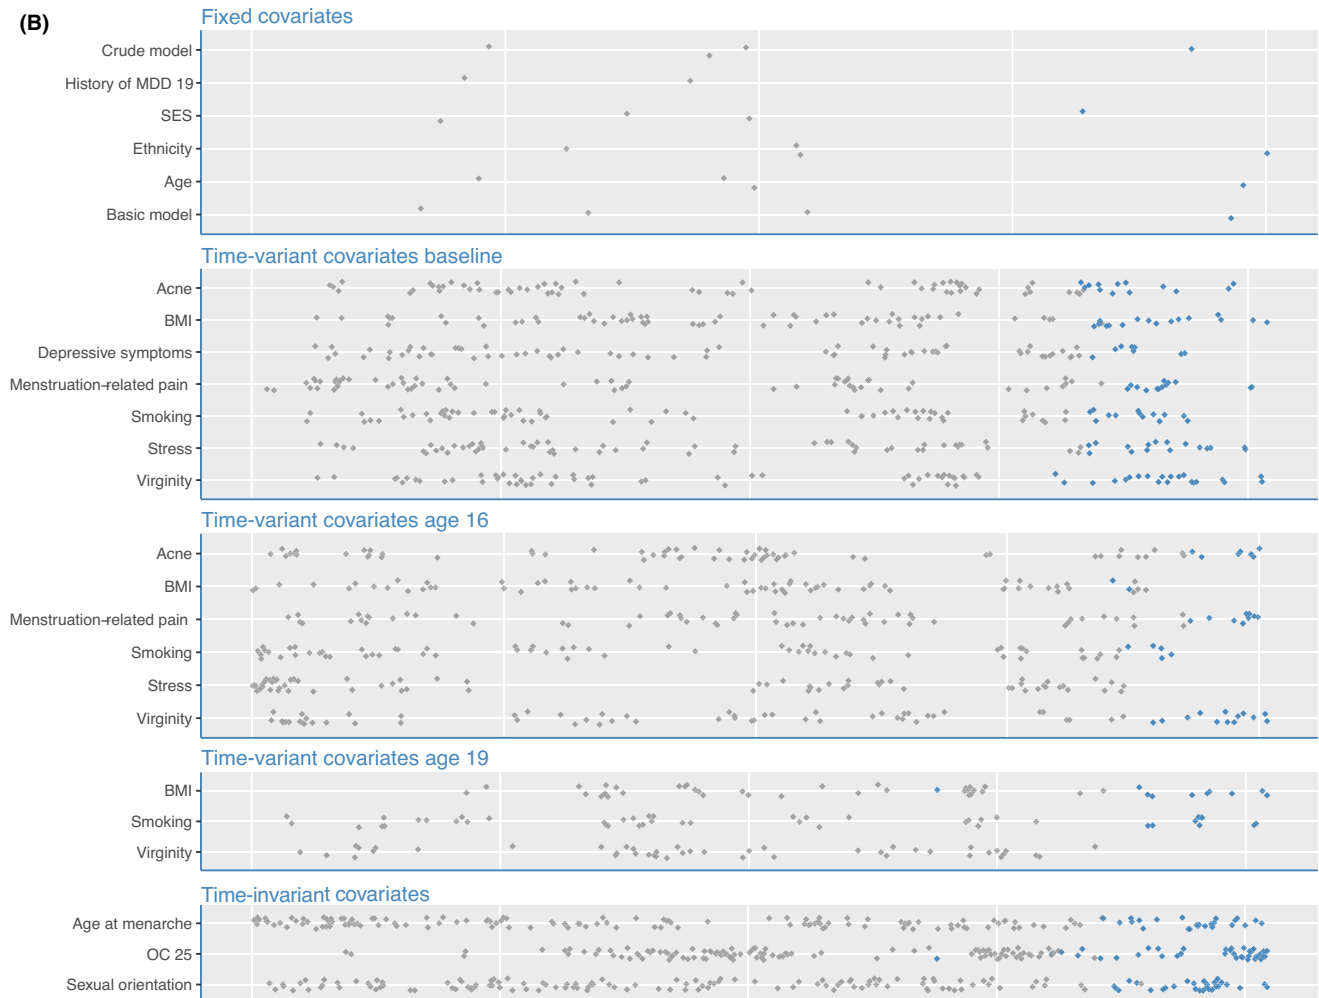 (B)
Fixed covariates
Crude model
History of MDD 19
SES
Ethnicity
Age
Basic model
Time-variant covariates baseline
Acne
BMI
Depressive symptoms
Menstruation-related pain
Smoking
Stress
Virginity
Time-variant covariates age 16
Acne
BMI
Menstruation-related pain
Smoking
Stress
Virginity
Time-variant covariates age 19
BMI
Smoking
Virginity
Time-invariant covariates
Age at menarche
OC 25
Sexual orientation